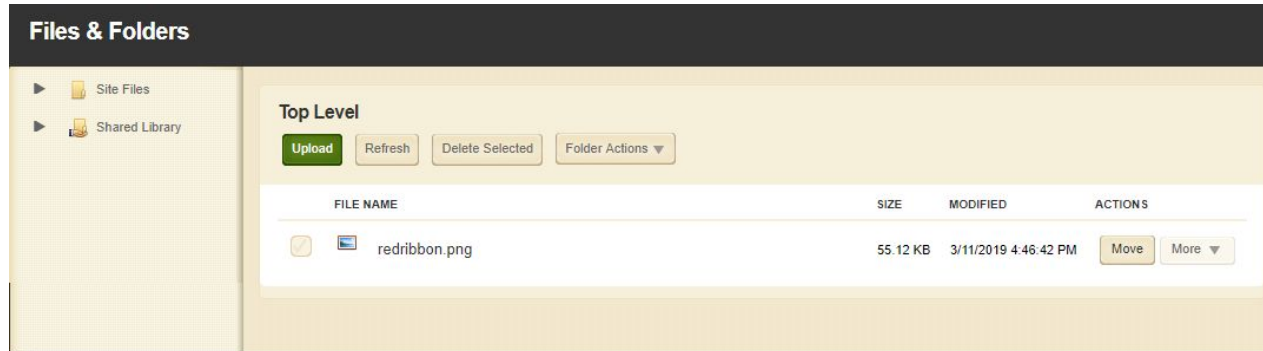 Files & Folders
Site Files
Shared Library
Top Level
Upload Refresh Delete Selected Folder Actions
FILE NAME SIZE MODIFIED ACTIONS
redribbon.png 55.12 KB 3/11/2019 4:46:42 PM Move More